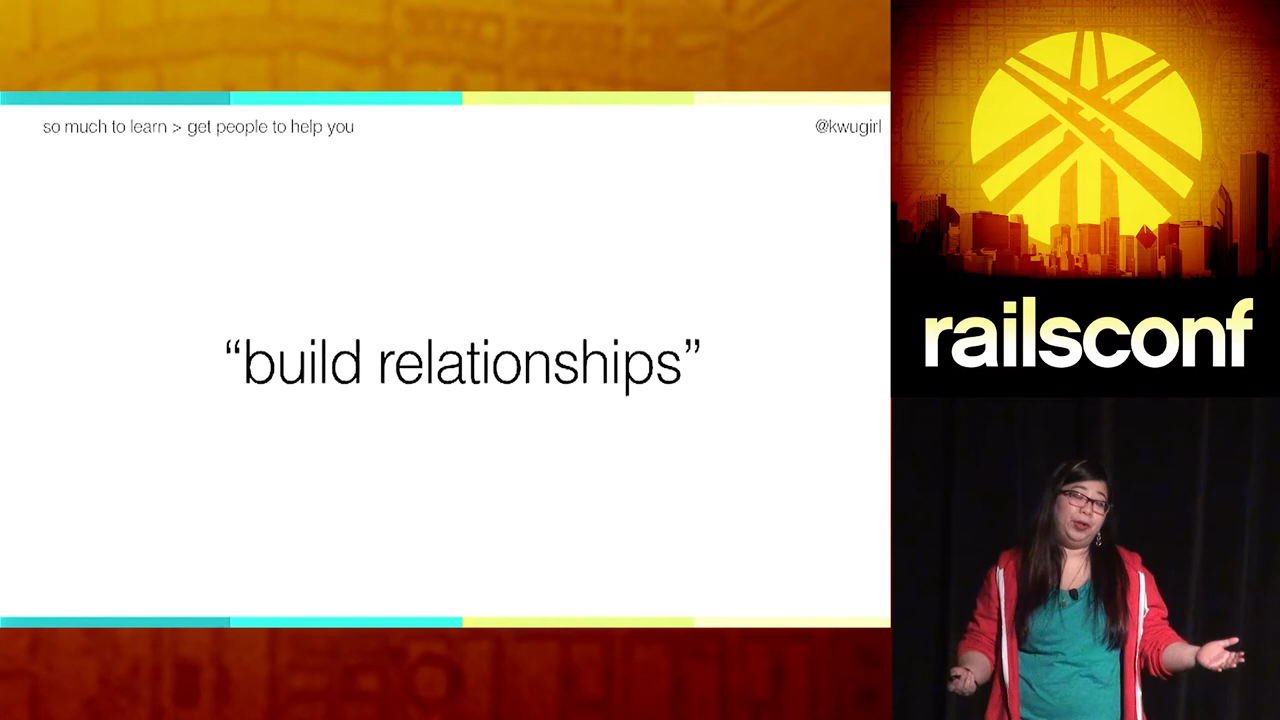 so much to learn > get people to help you
@kwugirl
“build relationships”
railsconf